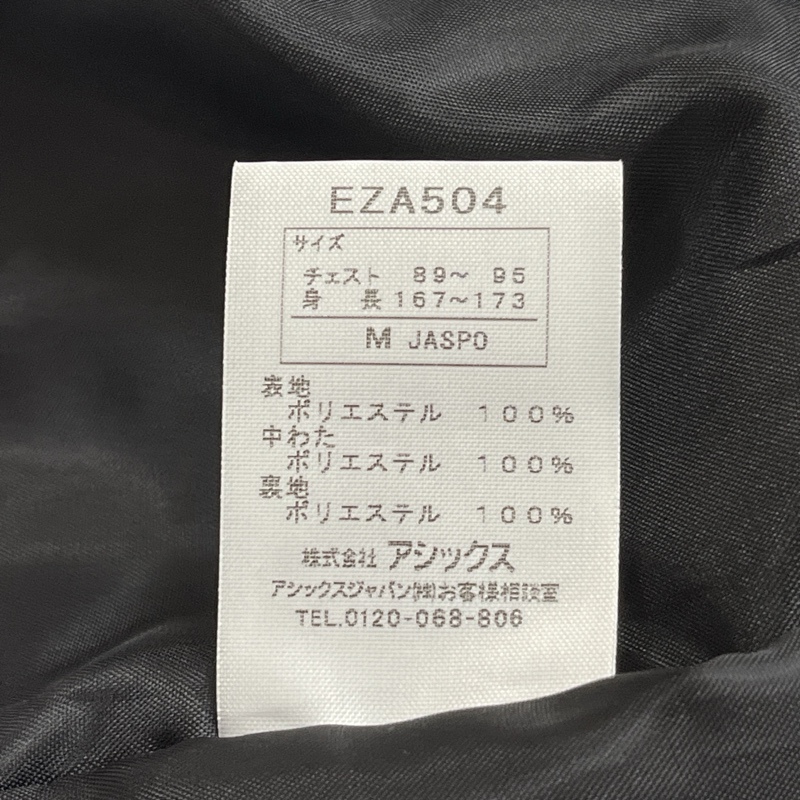 EZA504
サイズ
チェスト 89〜 95
身 長 167〜173
M JASPO
表地
ポリエステル 100%
中わた
ポリエステル 100%
裏地
ポリエステル 100%
株式会社 アシックス
アシックスジャパン(株)お客様相談室
TEL.0120-068-806